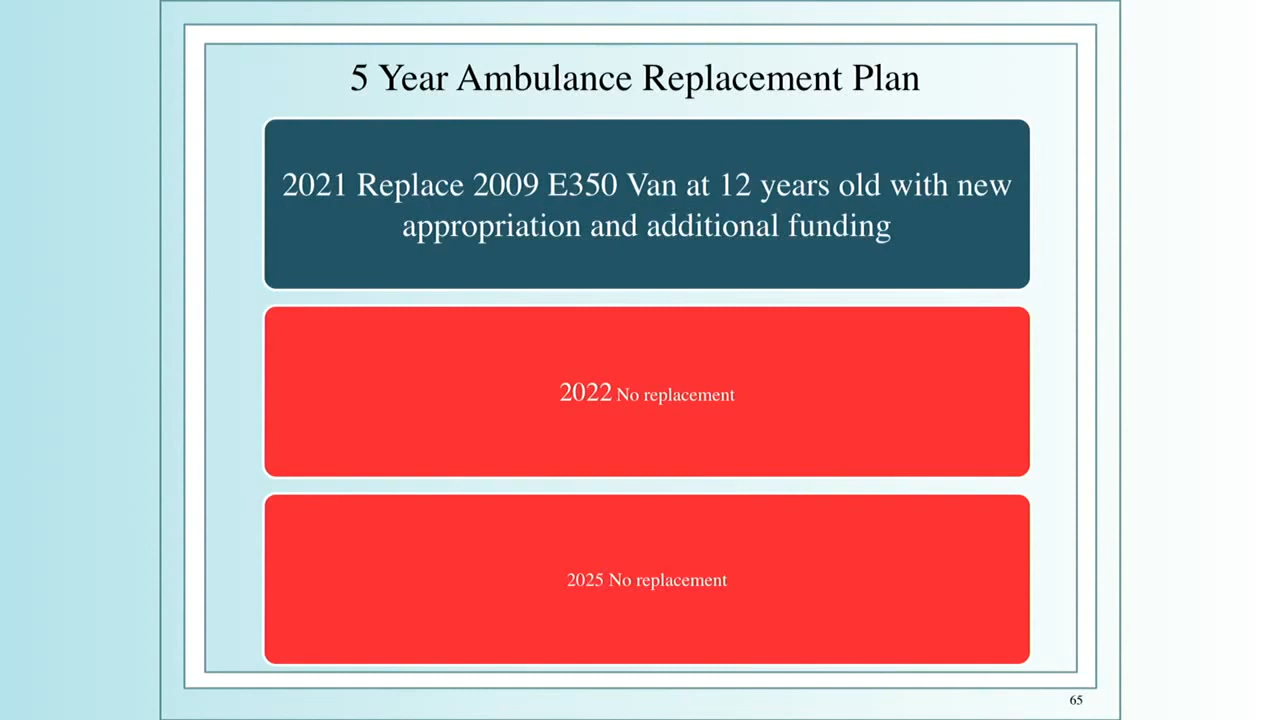 5 Year Ambulance Replacement Plan
2021 Replace 2009 E350 Van at 12 years old with new
appropriation and additional funding
2022 No replacement
2025 No replacement
65